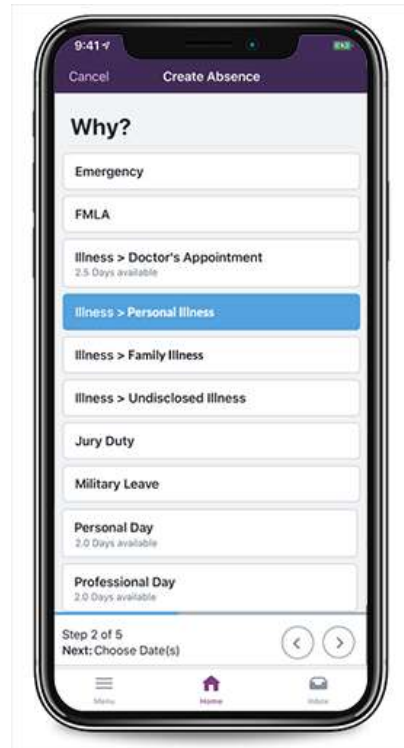 9:41
Cancel Create Absence
Why?
Emergency
FMLA
Illness > Doctor's Appointment
2.5 Days available
Illness > Personal Illness
Illness > Family Illness
Illness > Undisclosed Illness
Jury Duty
Military Leave
Personal Day
2.0 Days available
Professional Day
2.0 Days available
Step 2 of 5
Next: Choose Date(s)
Menu Home Inbox